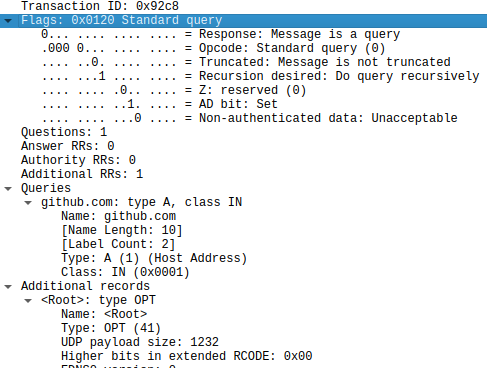 Transaction ID: 0x92c8
Flags: 0x0120 Standard query
0... .... .... .... = Response: Message is a query
.000 0... .... .... = Opcode: Standard query (0)
.... ..0. .... .... = Truncated: Message is not truncated
.... ...1 .... .... = Recursion desired: Do query recursively
.... .... .0.. .... = Z: reserved (0)
.... .... ..1. .... = AD bit: Set
.... .... ...0 .... = Non-authenticated data: Unacceptable
Questions: 1
Answer RRs: 0
Authority RRs: 0
Additional RRs: 1
Queries
github.com: type A, class IN
Name: github.com
[Name Length: 10]
[Label Count: 2]
Type: A (1) (Host Address)
Class: IN (0x0001)
Additional records
<Root>: type OPT
Name: <Root>
Type: OPT (41)
UDP payload size: 1232
Higher bits in extended RCODE: 0x00
EDNS0 version: 0